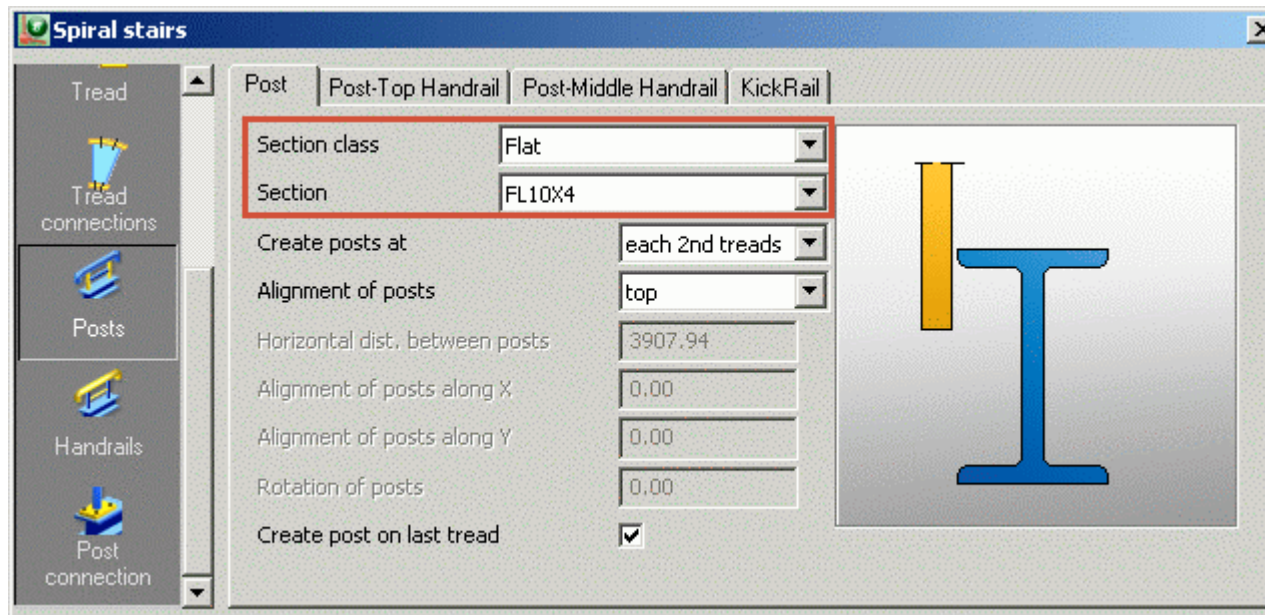 Spiral stairs
Tread
Tread
connections
Posts
Handrails
Post
connection
Post Post-Top Handrail Post-Middle Handrail KickRail
Section class Flat
Section FL10X4
Create posts at each 2nd treads
Alignment of posts top
Horizontal dist. between posts 3907.94
Alignment of posts along X 0.00
Alignment of posts along Y 0.00
Rotation of posts 0.00
Create post on last tread